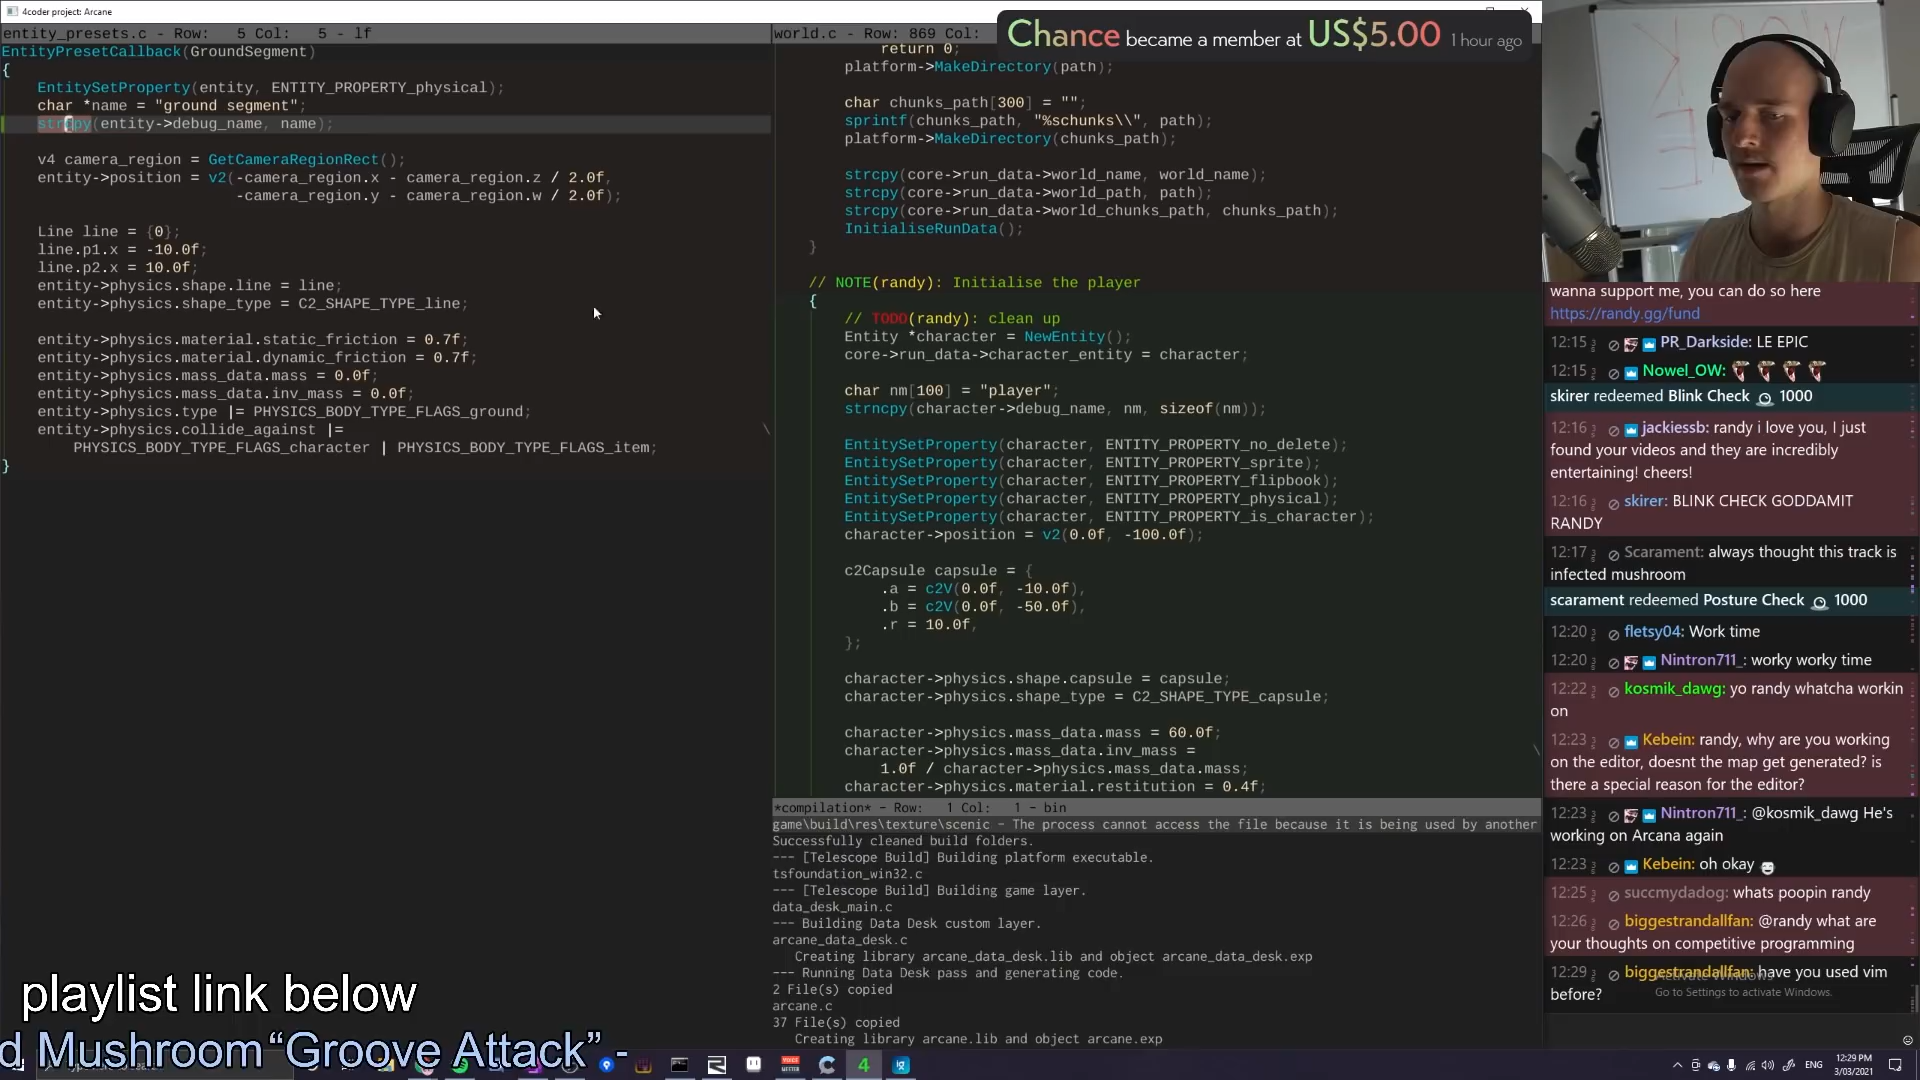 4coder project: Arcane
entity_presets.c - Row: 5 Col: 5 - lf
EntityPresetCallback(GroundSegment)
{
EntitySetProperty(entity, ENTITY_PROPERTY_physical);
char *name = "ground segment";
strcpy(entity->debug_name, name);
v4 camera_region = GetCameraRegionRect();
entity->position = v2(-camera_region.x - camera_region.z / 2.0f,
-camera_region.y - camera_region.w / 2.0f);
Line line = {0};
line.p1.x = -10.0f;
line.p2.x = 10.0f;
entity->physics.shape.line = line;
entity->physics.shape_type = C2_SHAPE_TYPE_line;
entity->physics.material.static_friction = 0.7f;
entity->physics.material.dynamic_friction = 0.7f;
entity->physics.mass_data.mass = 0.0f;
entity->physics.mass_data.inv_mass = 0.0f;
entity->physics.type |= PHYSICS_BODY_TYPE_FLAGS_ground;
entity->physics.collide_against |=
\
PHYSICS_BODY_TYPE_FLAGS_character | PHYSICS_BODY_TYPE_FLAGS_item;
}
world.c - Row: 869 Col:
return 0;
platform->MakeDirectory(path);
char chunks_path[300] = "";
sprintf(chunks_path, "%schunks\\", path);
platform->MakeDirectory(chunks_path);
strcpy(core->run_data->world_name, world_name);
strcpy(core->run_data->world_path, path);
strcpy(core->run_data->world_chunks_path, chunks_path);
InitialiseRunData();
}
// NOTE(randy): Initialise the player
{
// TODO(randy): clean up
Entity *character = NewEntity();
core->run_data->character_entity = character;
char nm[100] = "player";
strncpy(character->debug_name, nm, sizeof(nm));
EntitySetProperty(character, ENTITY_PROPERTY_no_delete);
EntitySetProperty(character, ENTITY_PROPERTY_sprite);
EntitySetProperty(character, ENTITY_PROPERTY_flipbook);
EntitySetProperty(character, ENTITY_PROPERTY_physical);
EntitySetProperty(character, ENTITY_PROPERTY_is_character);
character->position = v2(0.0f, -100.0f);
c2Capsule capsule = {
.a = c2V(0.0f, -10.0f),
.b = c2V(0.0f, -50.0f),
.r = 10.0f,
};
character->physics.shape.capsule = capsule;
character->physics.shape_type = C2_SHAPE_TYPE_capsule;
character->physics.mass_data.mass = 60.0f;
character->physics.mass_data.inv_mass =
\
1.0f / character->physics.mass_data.mass;
character->physics.material.restitution = 0.4f;
*compilation* - Row: 1 Col: 1 - bin
game\build\res\texture\scenic - The process cannot access the file because it is being used by another
Successfully cleaned build folders.
--- [Telescope Build] Building platform executable.
tsfoundation_win32.c
--- [Telescope Build] Building game layer.
data_desk_main.c
--- Building Data Desk custom layer.
arcane_data_desk.c
Creating library arcane_data_desk.lib and object arcane_data_desk.exp
--- Running Data Desk pass and generating code.
2 File(s) copied
arcane.c
37 File(s) copied
Creating library arcane.lib and object arcane.exp
Chance became a member at US$5.00 1 hour ago
wanna support me, you can do so here
https://randy.gg/fund
12:15 PR_Darkside: LE EPIC
12:15 Nowel_OW:
skirer redeemed Blink Check 1000
12:16 jackiessb: randy i love you, I just
found your videos and they are incredibly
entertaining! cheers!
12:16 skirer: BLINK CHECK GODDAMIT
RANDY
12:17 Scarament: always thought this track is
infected mushroom
scarament redeemed Posture Check 1000
12:20 fletsy04: Work time
12:20 Nintron711_: worky worky time
12:22 kosmik_dawg: yo randy whatcha workin
on
12:23 Kebein: randy, why are you working
on the editor, doesnt the map get generated? is
there a special reason for the editor?
12:23 Nintron711_: @kosmik_dawg He's
working on Arcana again
12:23 Kebein: oh okay
12:25 succmydadog: whats poopin randy
12:26 biggestrandallfan: @randy what are
your thoughts on competitive programming
12:29 biggestrandallfan: have you used vim
before?
Go to Settings to activate Windows.
playlist link below
d Mushroom “Groove Attack” -
4
ig
ENG
12:29 PM
3/03/2021